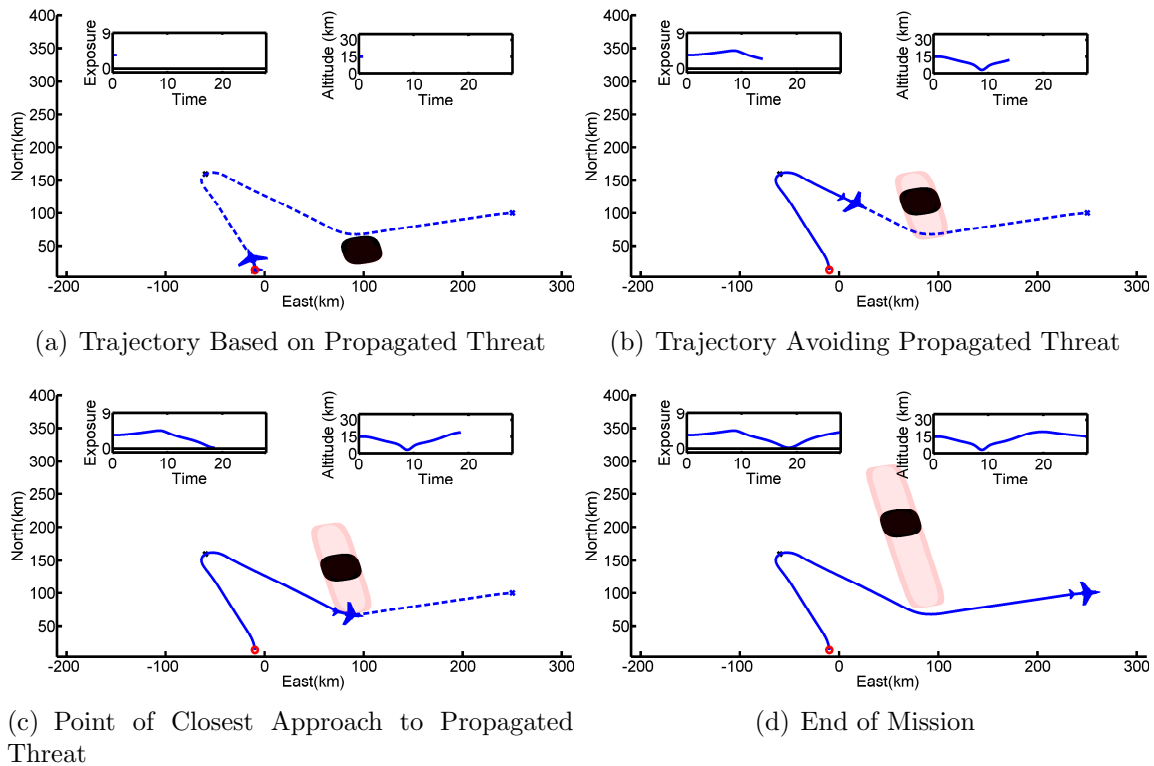 400
350
300
250
200
150
100
50
North(km)
-200 -100 0 100 200 300
East(km)
Exposure
9
0
0 10 20
Time
Altitude (km)
30
15
0
0 10 20
Time
(a) Trajectory Based on Propagated Threat
400
350
300
250
200
150
100
50
North(km)
-200 -100 0 100 200 300
East(km)
Exposure
9
0
0 10 20
Time
Altitude (km)
30
15
0
0 10 20
Time
(b) Trajectory Avoiding Propagated Threat
400
350
300
250
200
150
100
50
North(km)
-200 -100 0 100 200 300
East(km)
Exposure
9
0
0 10 20
Time
Altitude (km)
30
15
0
0 10 20
Time
(c) Point of Closest Approach to Propagated
Threat
400
350
300
250
200
150
100
50
North(km)
-200 -100 0 100 200 300
East(km)
Exposure
9
0
0 10 20
Time
Altitude (km)
30
15
0
0 10 20
Time
(d) End of Mission